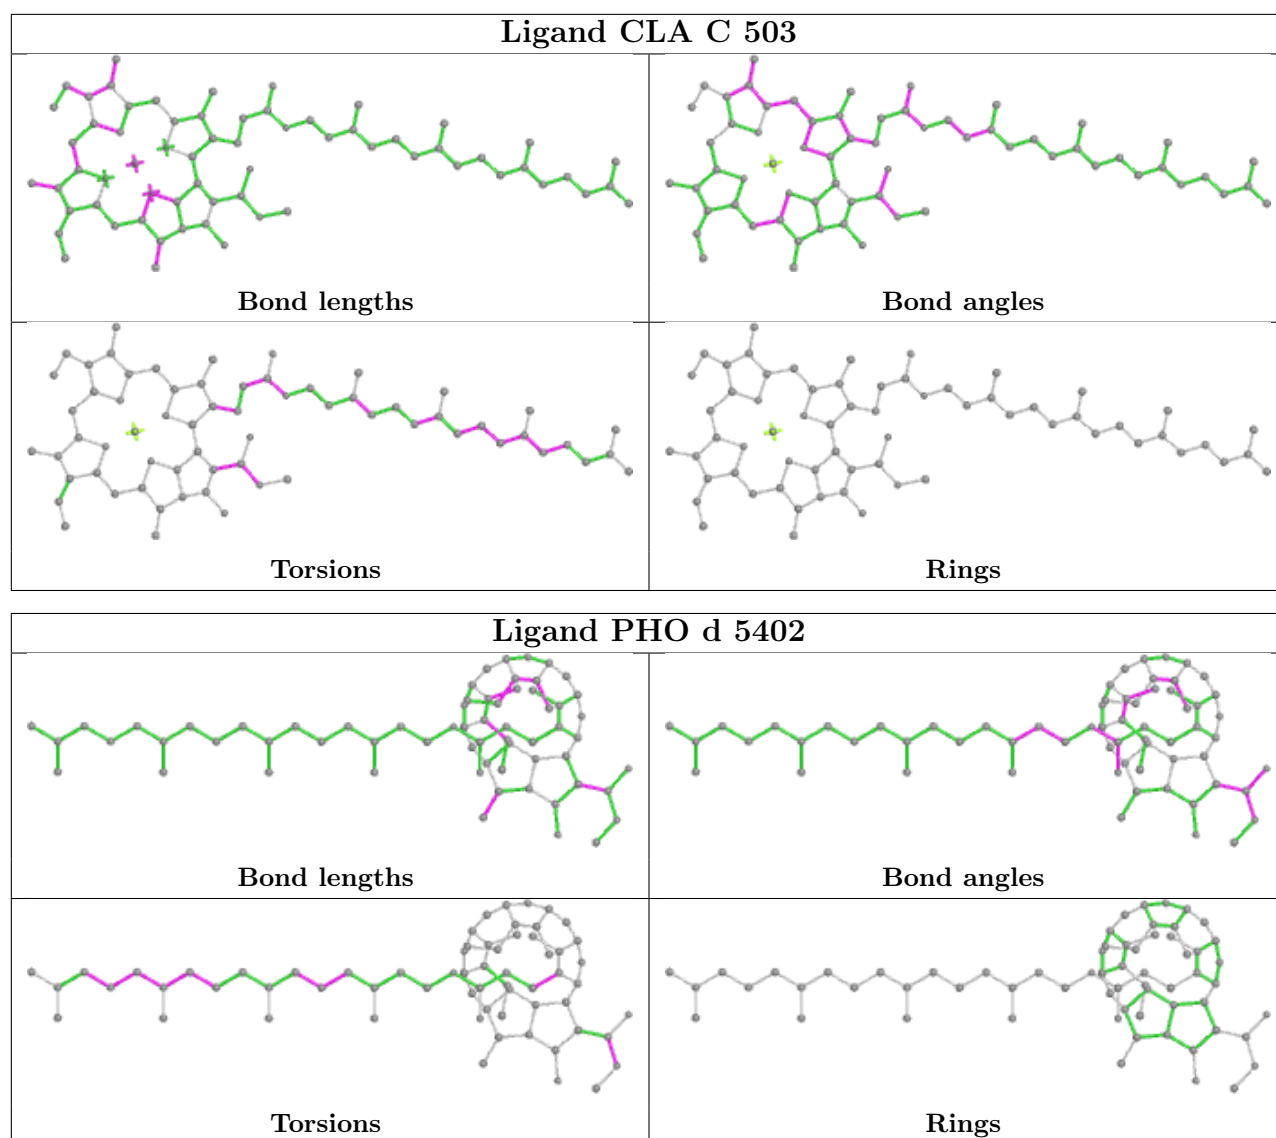 Ligand CLA C 503
Bond lengths
Bond angles
Torsions
Rings
Ligand PHO d 5402
Bond lengths
Bond angles
Torsions
Rings